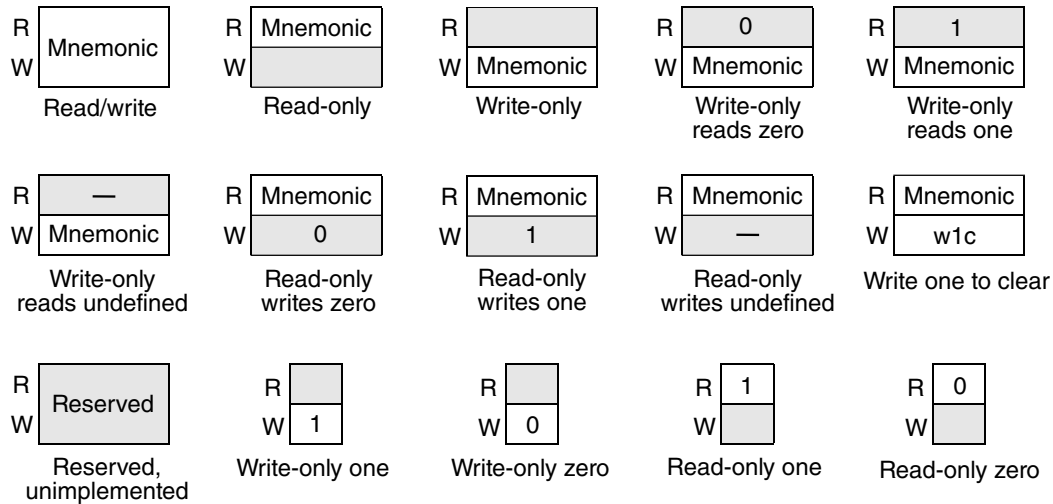 R Mnemonic W
Read/write
R Mnemonic
W
Read-only
R
W Mnemonic
Write-only
R 0
W Mnemonic
Write-only
reads zero
R 1
W Mnemonic
Write-only
reads one
R —
W Mnemonic
Write-only
reads undefined
R Mnemonic
W 0
Read-only
writes zero
R Mnemonic
W 1
Read-only
writes one
R Mnemonic
W —
Read-only
writes undefined
R Mnemonic
W w1c
Write one to clear
R Reserved W
Reserved,
unimplemented
R
W 1
Write-only one
R
W 0
Write-only zero
R 1
W
Read-only one
R 0
W
Read-only zero